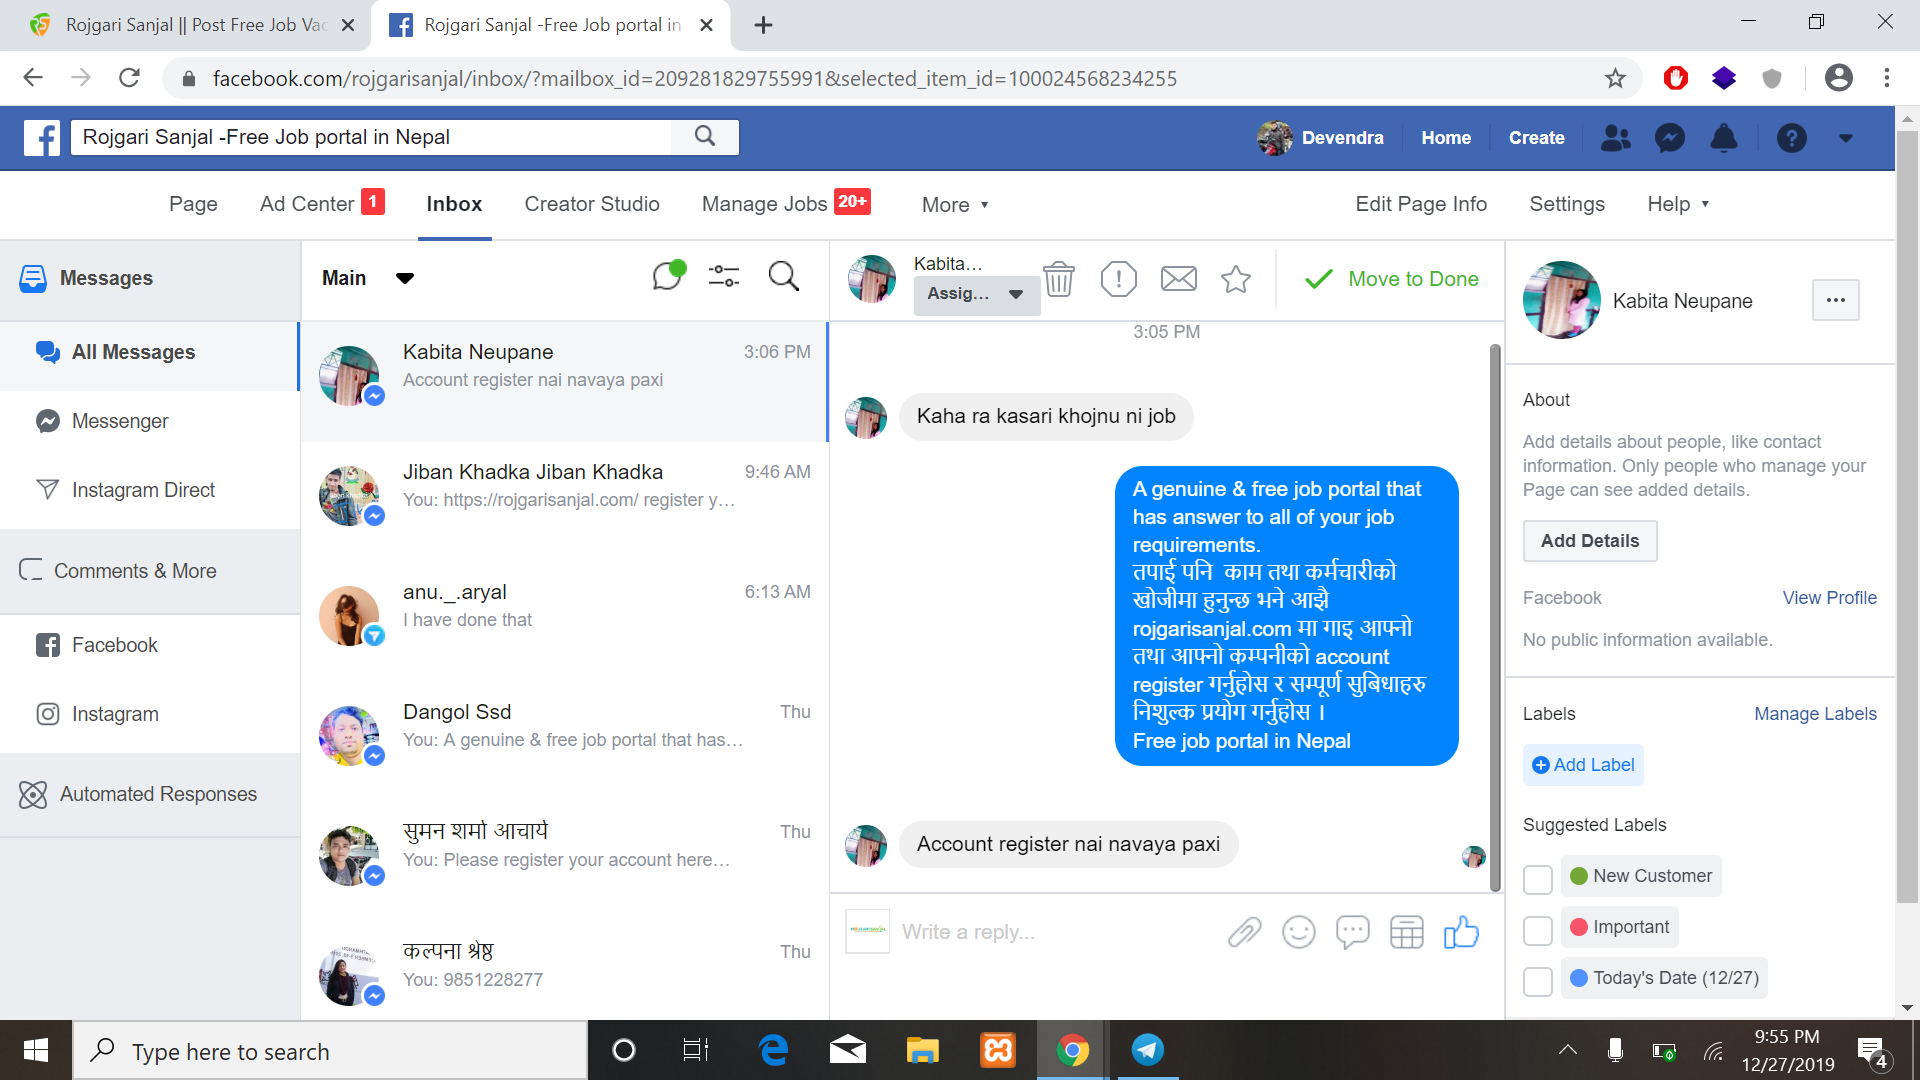 Rojgari Sanjal || Post Free Job Vac
Rojgari Sanjal -Free Job portal in
facebook.com/rojgarisanjal/inbox/?mailbox_id=209281829755991&selected_item_id=100024568234255
Rojgari Sanjal -Free Job portal in Nepal
Devendra
Home
Create
Page
Ad Center 1
Inbox
Creator Studio
Manage Jobs 20+
More
Edit Page Info
Settings
Help
Messages
All Messages
Messenger
Instagram Direct
Comments & More
Facebook
Instagram
Automated Responses
Main
Kabita Neupane 3:06 PM
Account register nai navaya paxi
Jiban Khadka Jiban Khadka 9:46 AM
You: https://rojgarisanjal.com/ register y...
anu._.aryal 6:13 AM
I have done that
Dangol Ssd Thu
You: A genuine & free job portal that has...
सुमन शर्मा आचार्य Thu
You: Please register your account here...
कल्पना श्रेष्ठ Thu
You: 9851228277
Kabita...
Assig...
Move to Done
3:05 PM
Kaha ra kasari khojnu ni job
A genuine & free job portal that
has answer to all of your job
requirements.
तपाई पनि काम तथा कर्मचारीको
खोजीमा हुनुन्छ भने आझै
rojgarisanjal.com मा गाइ आफ्नो
तथा आफ्नो कम्पनीको account
register गर्नुहोस र सम्पूर्ण सुबिधाहरु
निशुल्क प्रयोग गर्नुहोस ।
Free job portal in Nepal
Account register nai navaya paxi
Write a reply...
Kabita Neupane
About
Add details about people, like contact
information. Only people who manage your
Page can see added details.
Add Details
Facebook View Profile
No public information available.
Labels Manage Labels
Add Label
Suggested Labels
New Customer
Important
Today's Date (12/27)
Type here to search
9:55 PM
12/27/2019
4